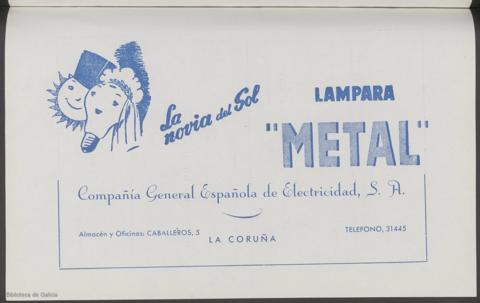 La
novia del Sol
LAMPARA
"METAL"
Compañía General Española de Electricidad, S. A.
Almacén y Oficinas: CABALLEROS, 5
LA CORUÑA
TELEFONO, 31445
Biblioteca de Galicia